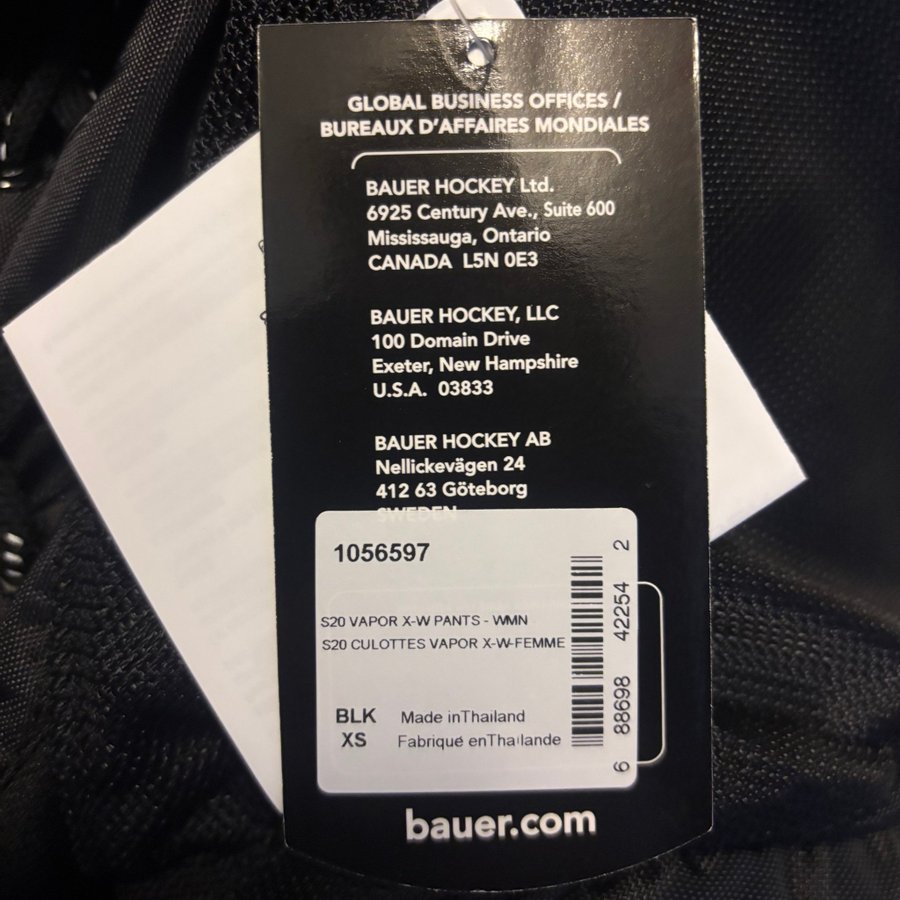 GLOBAL BUSINESS OFFICES /
BUREAUX D'AFFAIRES MONDIALES
BAUER HOCKEY Ltd.
6925 Century Ave., Suite 600
Mississauga, Ontario
CANADA L5N 0E3
BAUER HOCKEY, LLC
100 Domain Drive
Exeter, New Hampshire
U.S.A. 03833
BAUER HOCKEY AB
Nellickevägen 24
412 63 Göteborg
SWEDEN
1056597
S20 VAPOR X-W PANTS - WMN
S20 CULOTTES VAPOR X-W-FEMME
BLK Made inThailand
XS Fabriqué enThaïlande
6 88698 42254 2
bauer.com